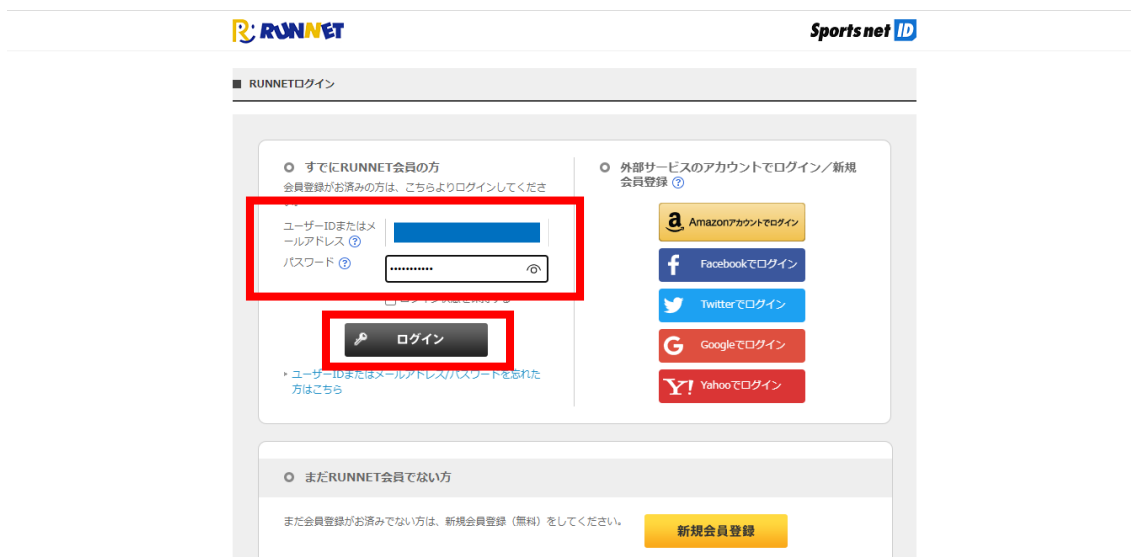 RUNNET
Sports net ID
RUNNETログイン
すでにRUNNET会員の方
会員登録がお済みの方は、こちらよりログインしてくださ
ユーザーIDまたはメ
ールアドレス ?
パスワード ?
•••••••••••
ログイン
ユーザーIDまたはメールアドレス/パスワードを忘れた
方はこちら
外部サービスのアカウントでログイン／新規
会員登録 ?
a Amazonアカウントでログイン
f Facebookでログイン
Twitterでログイン
G Googleでログイン
Y! Yahooでログイン
まだRUNNET会員でない方
まだ会員登録がお済みでない方は、新規会員登録（無料）をしてください。
新規会員登録